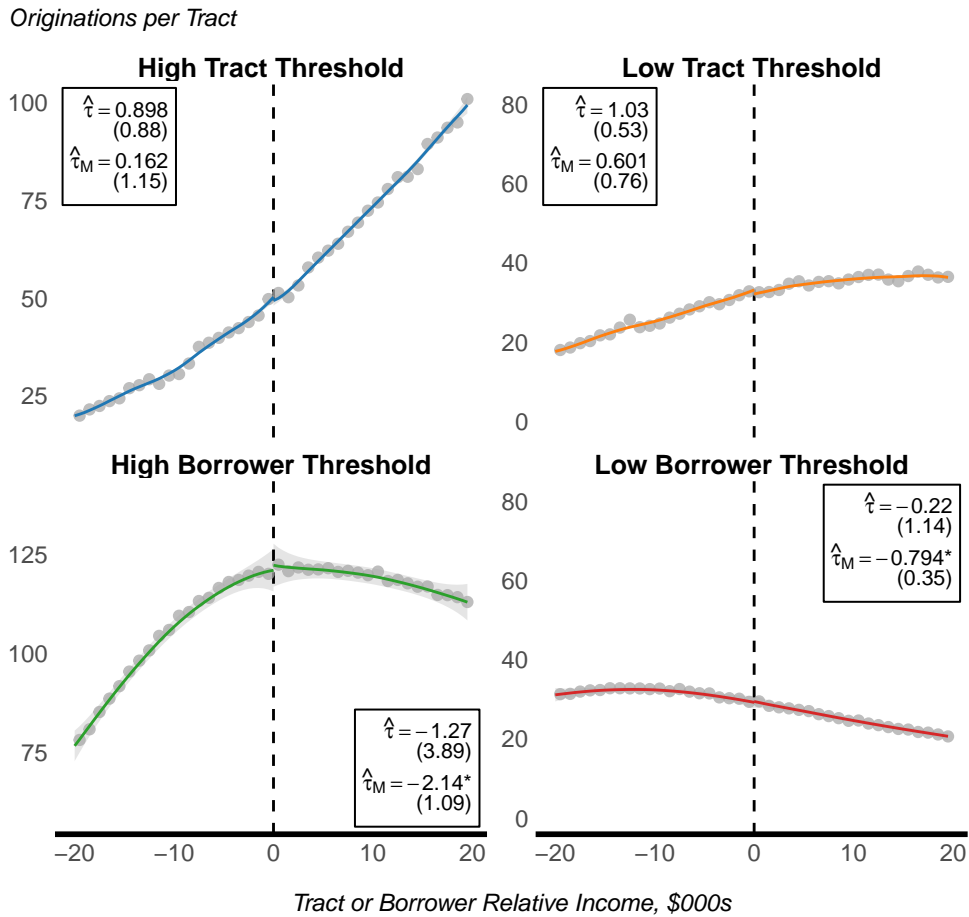 Originations per Tract
High Tract Threshold
100
75
50
25
τ̂ = 0.898
(0.88)
τ̂M = 0.162
(1.15)
Low Tract Threshold
80
60
40
20
0
τ̂ = 1.03
(0.53)
τ̂M = 0.601
(0.76)
High Borrower Threshold
125
100
75
τ̂ = −1.27
(3.89)
τ̂M = −2.14*
(1.09)
−20 −10 0 10 20
Low Borrower Threshold
80
60
40
20
0
τ̂ = −0.22
(1.14)
τ̂M = −0.794*
(0.35)
−20 −10 0 10 20
Tract or Borrower Relative Income, $000s